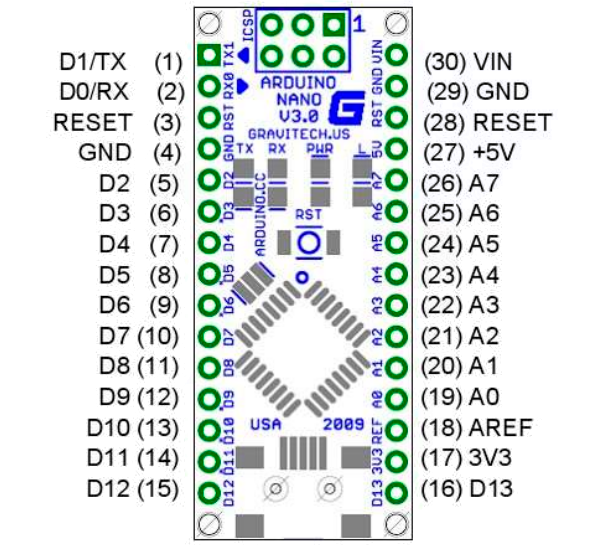 D1/TX (1)
D0/RX (2)
RESET (3)
GND (4)
D2 (5)
D3 (6)
D4 (7)
D5 (8)
D6 (9)
D7 (10)
D8 (11)
D9 (12)
D10 (13)
D11 (14)
D12 (15)
ICSP
1
TX1
RX0
RST
GND
D2
D3
D4
D5
D6
D7
D8
D9
D10
D11
D12
ARDUINO
NANO
V3.0
G
GRAVITECH.US
TX RX PWR L
ARDUINO.CC
RST
USA 2009
VIN
GND
RST
5V
A7
A6
A5
A4
A3
A2
A1
A0
REF
3V3
D13
(30) VIN
(29) GND
(28) RESET
(27) +5V
(26) A7
(25) A6
(24) A5
(23) A4
(22) A3
(21) A2
(20) A1
(19) A0
(18) AREF
(17) 3V3
(16) D13